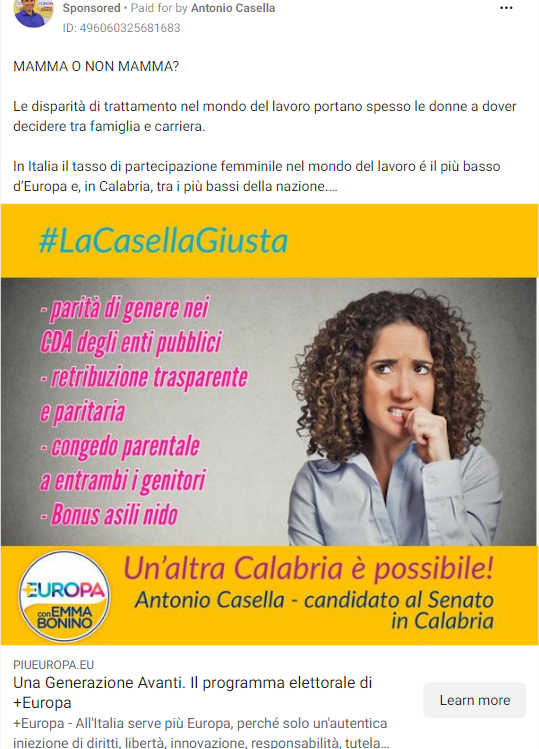 Sponsored • Paid for by Antonio Casella
ID: 496060325681683
MAMMA O NON MAMMA?
Le disparità di trattamento nel mondo del lavoro portano spesso le donne a dover
decidere tra famiglia e carriera.
In Italia il tasso di partecipazione femminile nel mondo del lavoro é il più basso
d'Europa e, in Calabria, tra i più bassi della nazione....
#LaCasellaGiusta
- parità di genere nei
CDA degli enti pubblici
- retribuzione trasparente
e paritaria
- congedo parentale
a entrambi i genitori
- Bonus asili nido
+EUROPA
con EMMA
BONINO
Un'altra Calabria è possibile!
Antonio Casella - candidato al Senato
in Calabria
PIUEUROPA.EU
Una Generazione Avanti. Il programma elettorale di
+Europa
Learn more
+Europa - All'Italia serve più Europa, perché solo un'autentica
iniezione di diritti, libertà, innovazione, responsabilità, tutela...